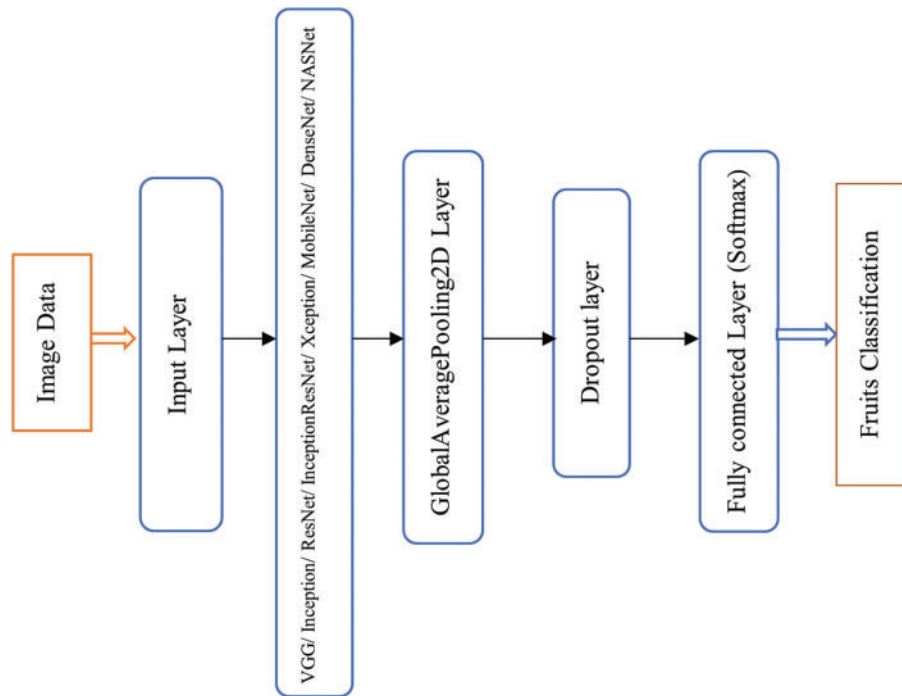 Image Data
Input Layer
VGG/ Inception/ ResNet/ InceptionResNet/ Xception/ MobileNet/ DenseNet/ NASNet
GlobalAveragePooling2D Layer
Dropout layer
Fully connected Layer (Softmax)
Fruits Classification